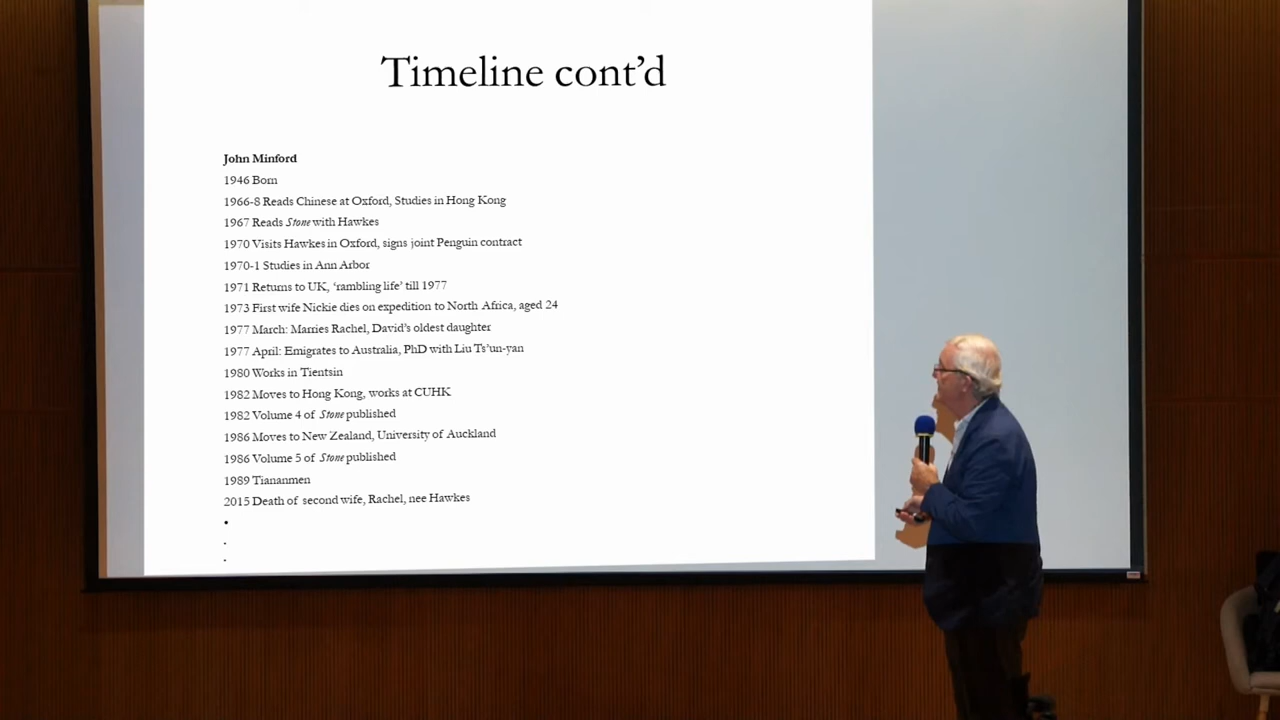 Timeline cont’d
John Minford
1946 Born
1966-8 Reads Chinese at Oxford, Studies in Hong Kong
1967 Reads Stone with Hawkes
1970 Visits Hawkes in Oxford, signs joint Penguin contract
1970-1 Studies in Ann Arbor
1971 Returns to UK, ‘rambling life’ till 1977
1973 First wife Nickie dies on expedition to North Africa, aged 24
1977 March: Marries Rachel, David’s oldest daughter
1977 April: Emigrates to Australia, PhD with Liu Ts’un-yan
1980 Works in Tientsin
1982 Moves to Hong Kong, works at CUHK
1982 Volume 4 of Stone published
1986 Moves to New Zealand, University of Auckland
1986 Volume 5 of Stone published
1989 Tiananmen
2015 Death of second wife, Rachel, nee Hawkes